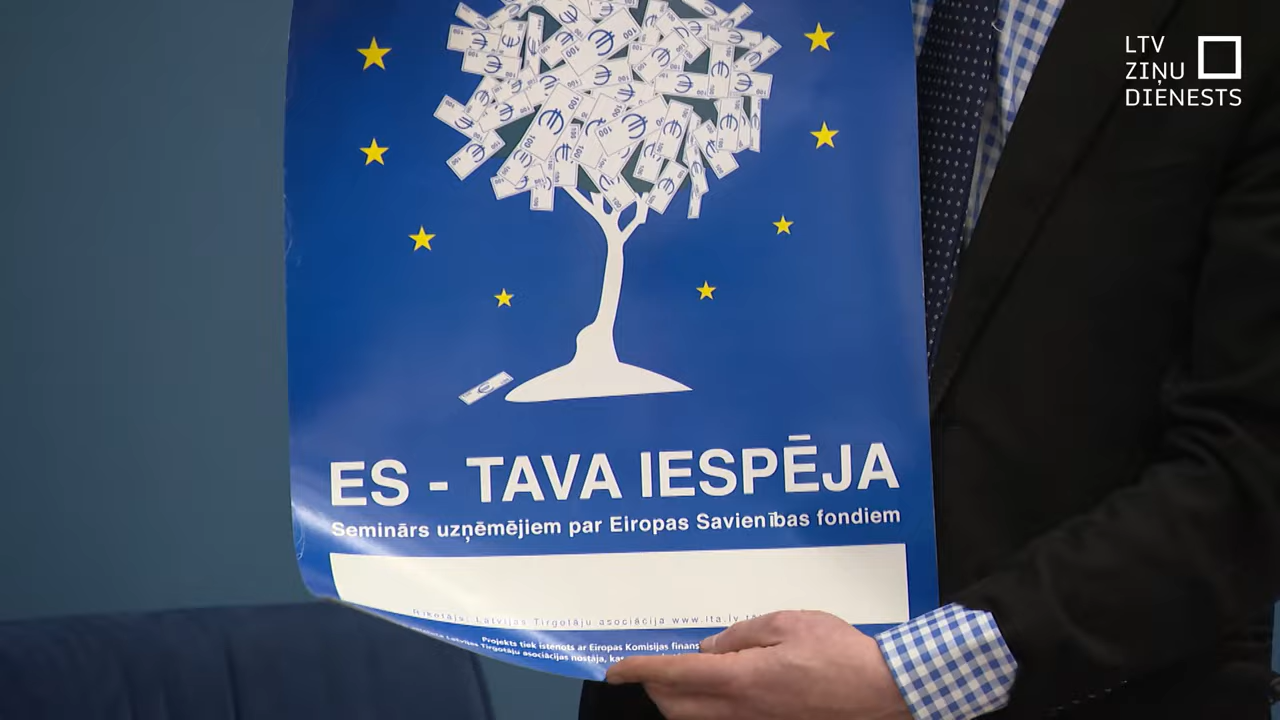 LTV
ZIŅU
DIENESTS
ES - TAVA IESPĒJA
Seminārs uzņēmējiem par Eiropas Savienības fondiem
Rīkotājs: Latvijas Tirgotāju asociācija www.lta.lv
Projekts tiek īstenots ar Eiropas Komisijas
Latvijas Tirgotāju asociācijas nostāja,